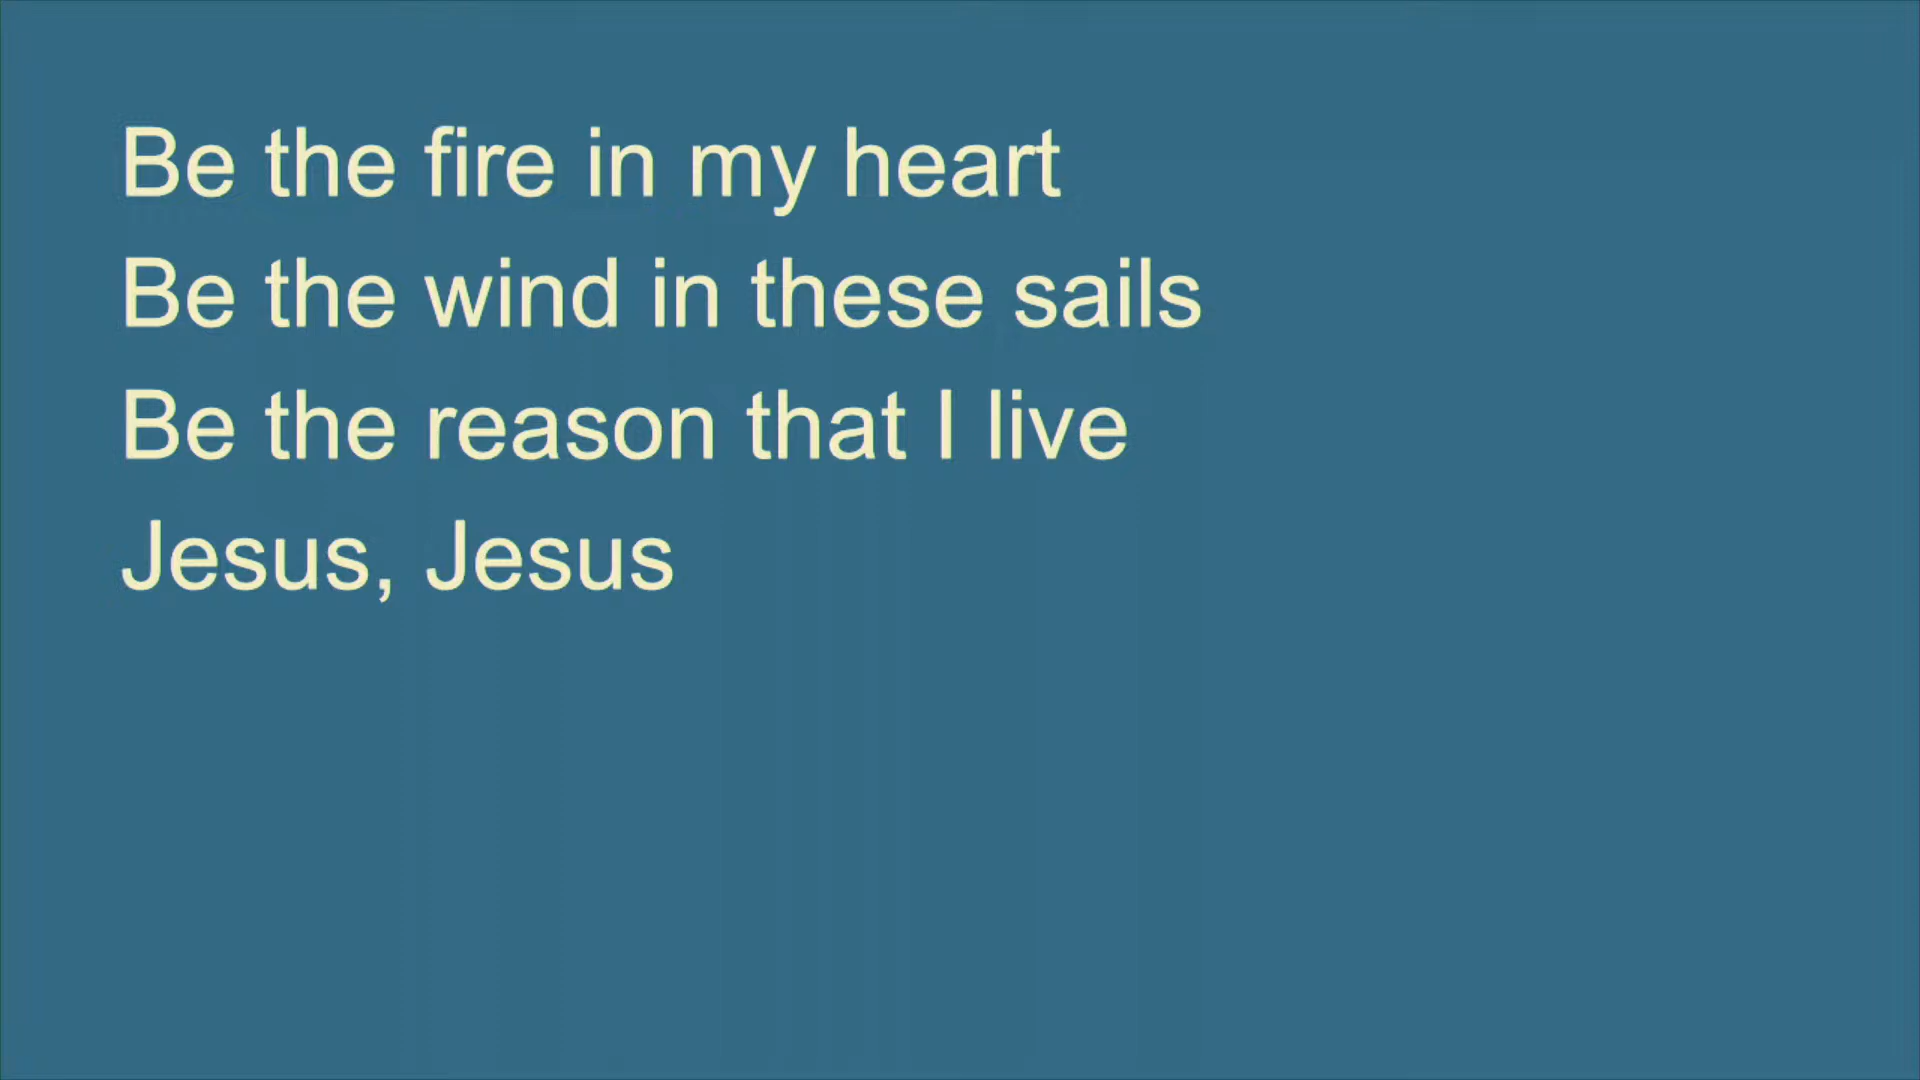 Be the fire in my heart
Be the wind in these sails
Be the reason that I live
Jesus, Jesus